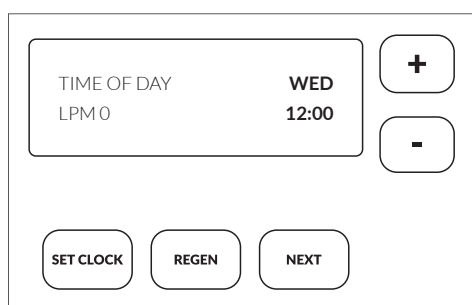 TIME OF DAY WED
LPM 0 12:00
+
-
SET CLOCK REGEN NEXT